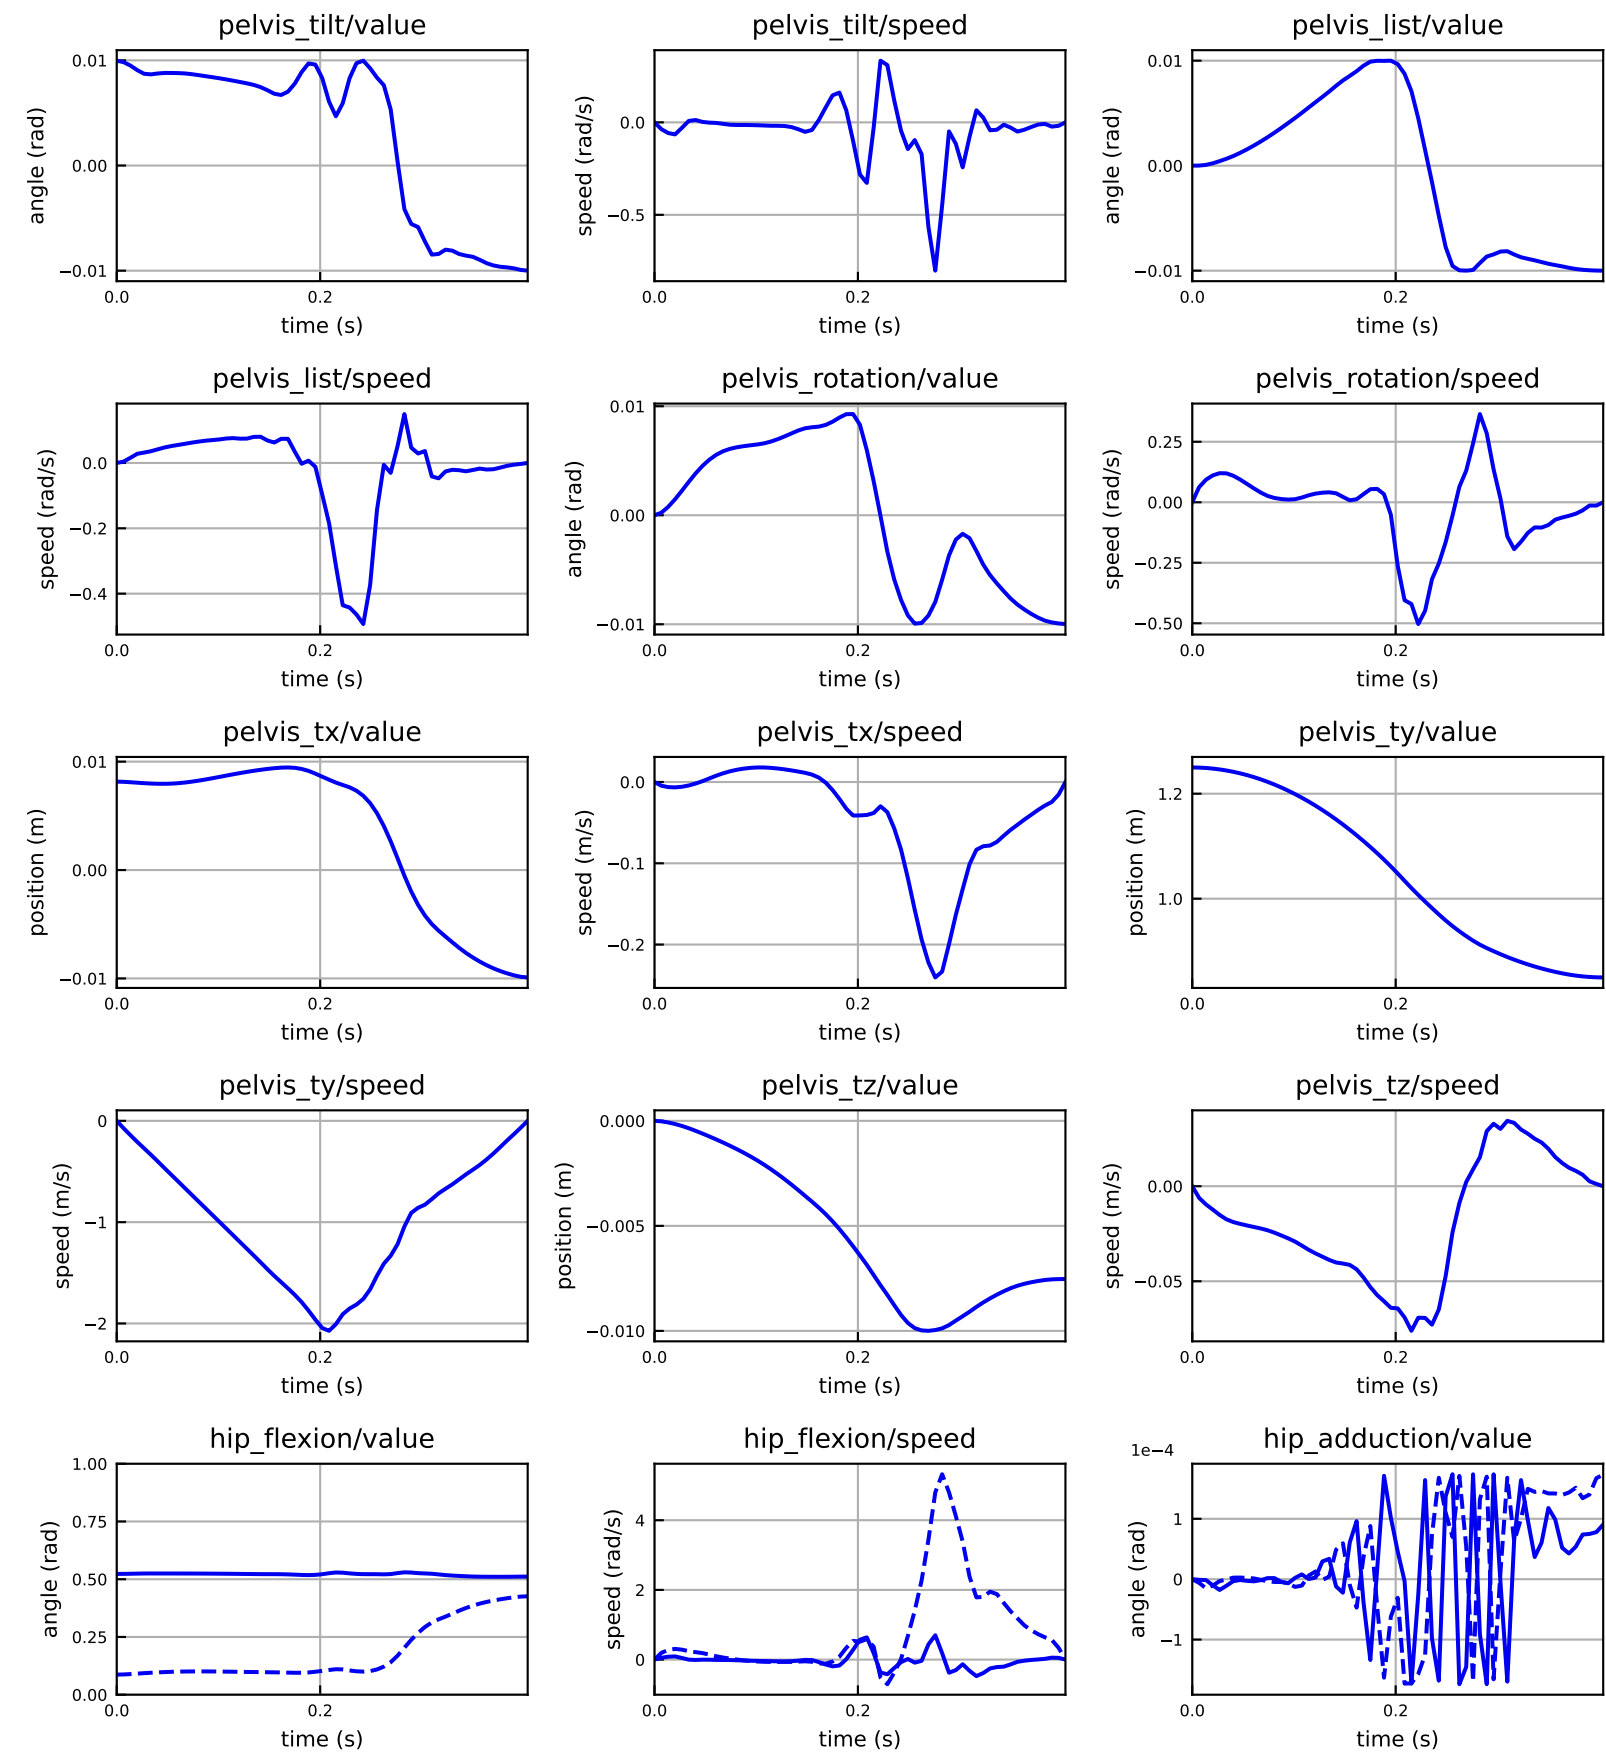 pelvis_tilt/value pelvis_tilt/speed pelvis_list/value
angle (rad) 0.01 0.00 −0.01 0.0 0.2 time (s)
speed (rad/s) 0.0 −0.5 0.0 0.2 time (s)
angle (rad) 0.01 0.00 −0.01 0.0 0.2 time (s)
pelvis_list/speed pelvis_rotation/value pelvis_rotation/speed
speed (rad/s) 0.0 −0.2 −0.4 0.0 0.2 time (s)
angle (rad) 0.01 0.00 −0.01 0.0 0.2 time (s)
speed (rad/s) 0.25 0.00 −0.25 −0.50 0.0 0.2 time (s)
pelvis_tx/value pelvis_tx/speed pelvis_ty/value
position (m) 0.01 0.00 −0.01 0.0 0.2 time (s)
speed (m/s) 0.0 −0.1 −0.2 0.0 0.2 time (s)
position (m) 1.2 1.0 0.0 0.2 time (s)
pelvis_ty/speed pelvis_tz/value pelvis_tz/speed
speed (m/s) 0 −1 −2 0.0 0.2 time (s)
position (m) 0.000 −0.005 −0.010 0.0 0.2 time (s)
speed (m/s) 0.00 −0.05 0.0 0.2 time (s)
hip_flexion/value hip_flexion/speed hip_adduction/value
angle (rad) 1.00 0.75 0.50 0.25 0.00 0.0 0.2 time (s)
speed (rad/s) 4 2 0 0.0 0.2 time (s)
angle (rad) 1e−4 1 0 −1 0.0 0.2 time (s)